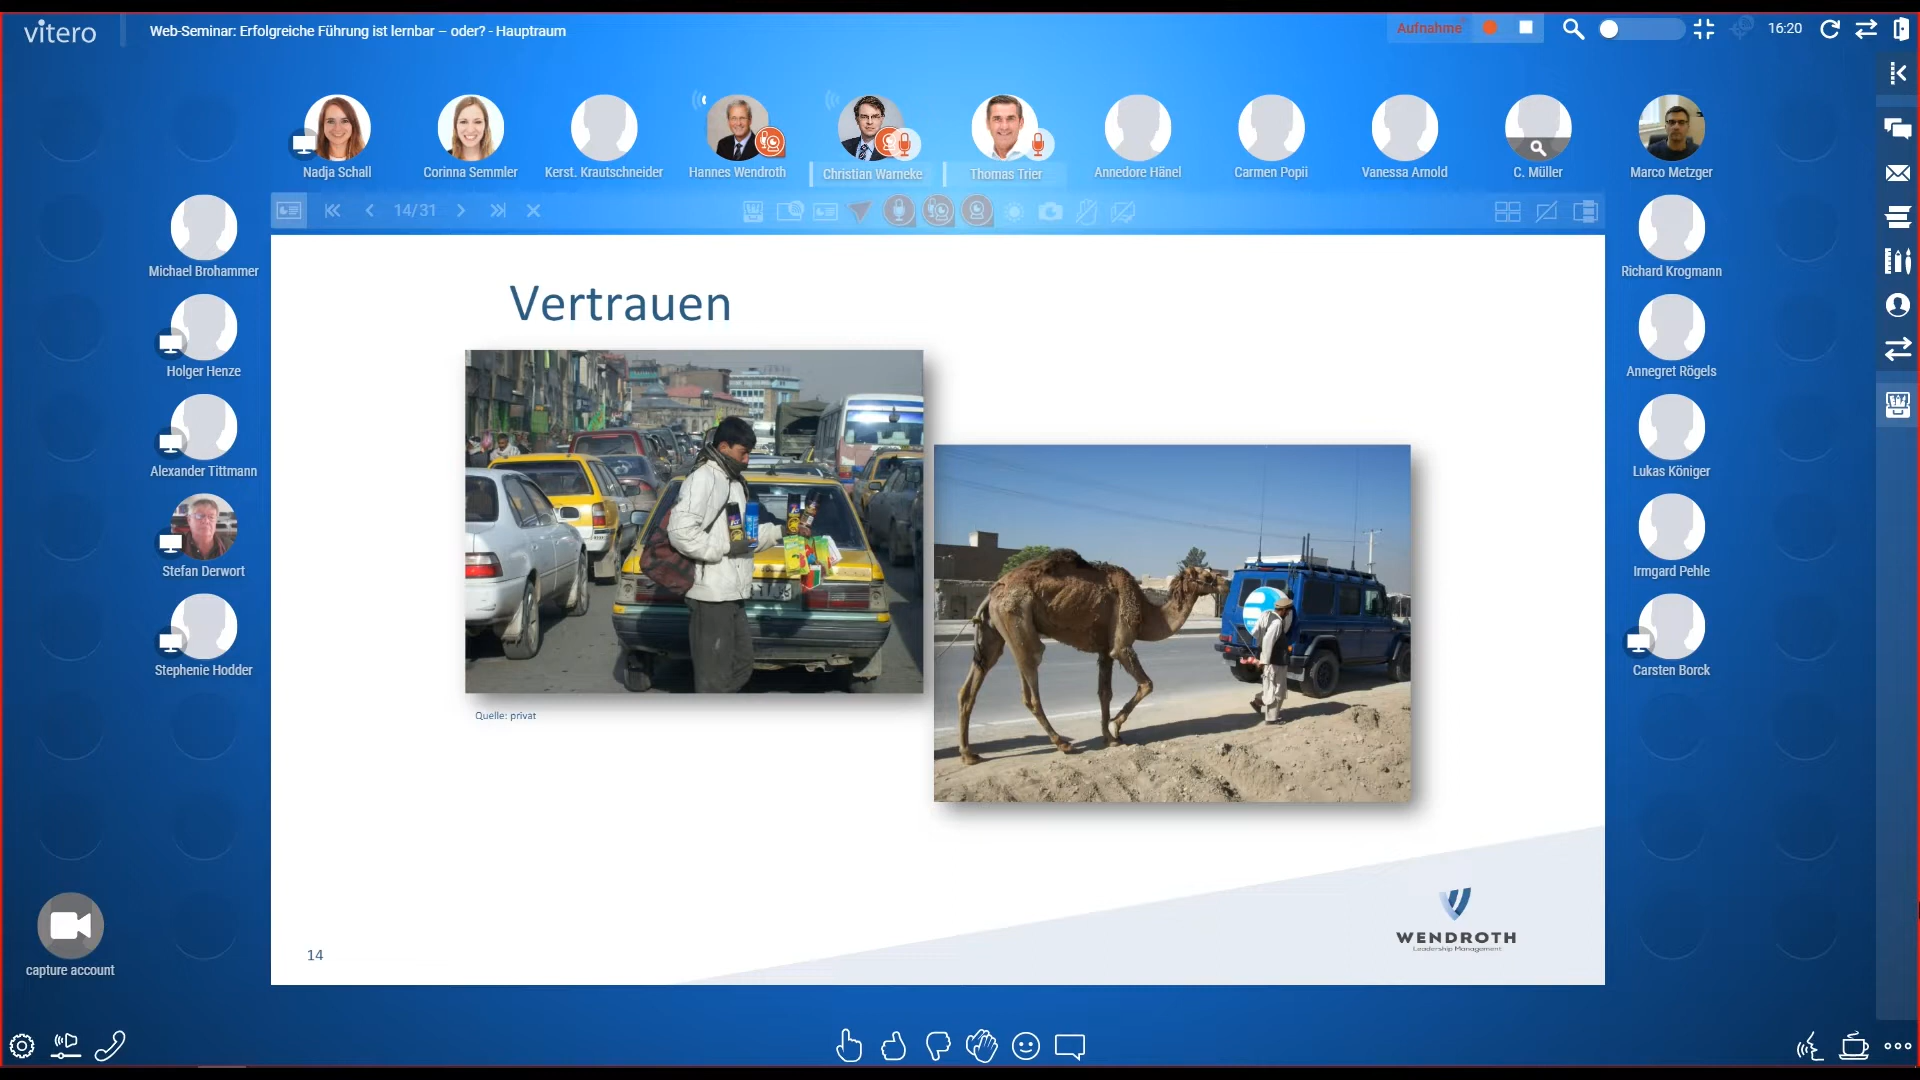 vitero
Web-Seminar: Erfolgreiche Führung ist lernbar – oder? - Hauptraum
Aufnahme
16:20
Nadja Schall
Corinna Semmler
Kerst. Krautschneider
Hannes Wendroth
Christian Warneke
Thomas Trier
Annedore Hänel
Carmen Popii
Vanessa Arnold
C. Müller
Marco Metzger
14/31
Michael Brohammer
Holger Henze
Alexander Tittmann
Stefan Derwort
Stephenie Hodder
Richard Krogmann
Annegret Rögels
Lukas Königer
Irmgard Pehle
Carsten Borck
Vertrauen
Quelle: privat
WENDROTH
Leadership Management
14
capture account